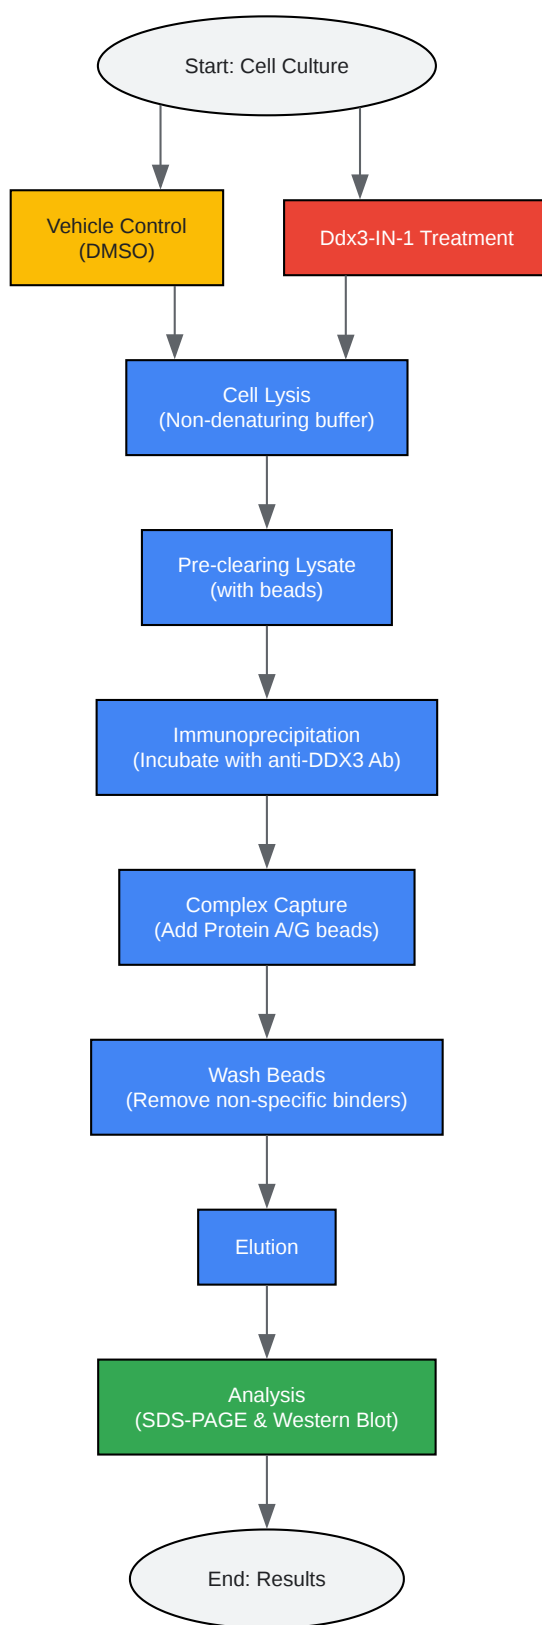 Start: Cell Culture
Vehicle Control
(DMSO)
Ddx3-IN-1 Treatment
Cell Lysis
(Non-denaturing buffer)
Pre-clearing Lysate
(with beads)
Immunoprecipitation
(Incubate with anti-DDX3 Ab)
Complex Capture
(Add Protein A/G beads)
Wash Beads
(Remove non-specific binders)
Elution
Analysis
(SDS-PAGE & Western Blot)
End: Results